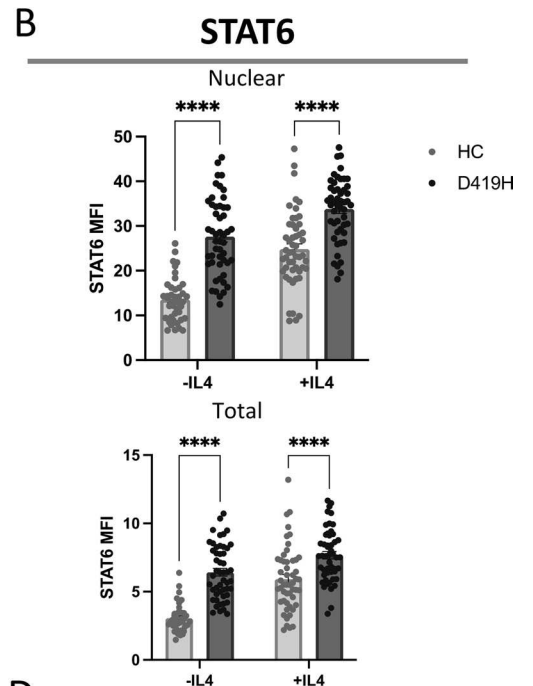 B
STAT6
Nuclear
**** ****
50
40
30
20
10
0
STAT6 MFI
-IL4 +IL4
HC
D419H
Total
**** ****
15
10
5
0
STAT6 MFI
-IL4 +IL4